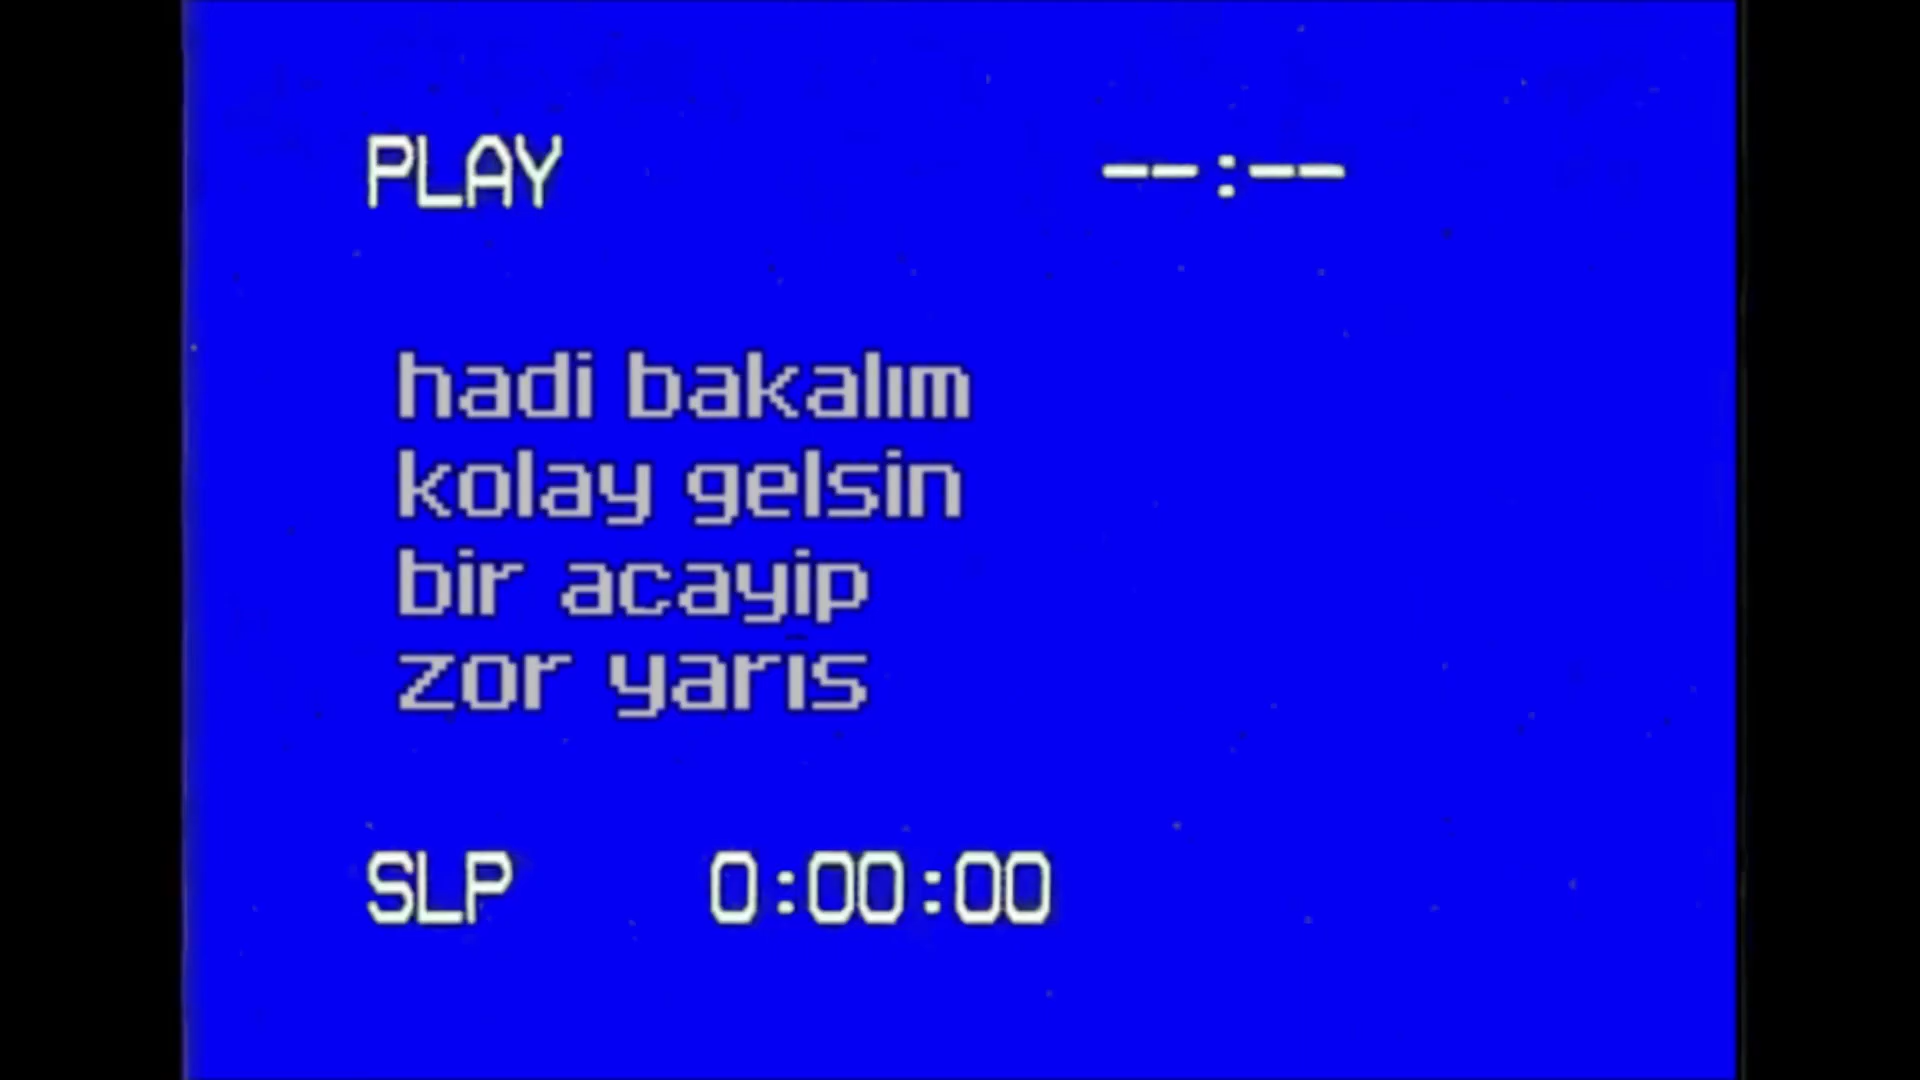 PLAY --:--
hadi bakalım
kolay gelsin
bir acayip
zor yarıs
SLP 0:00:00